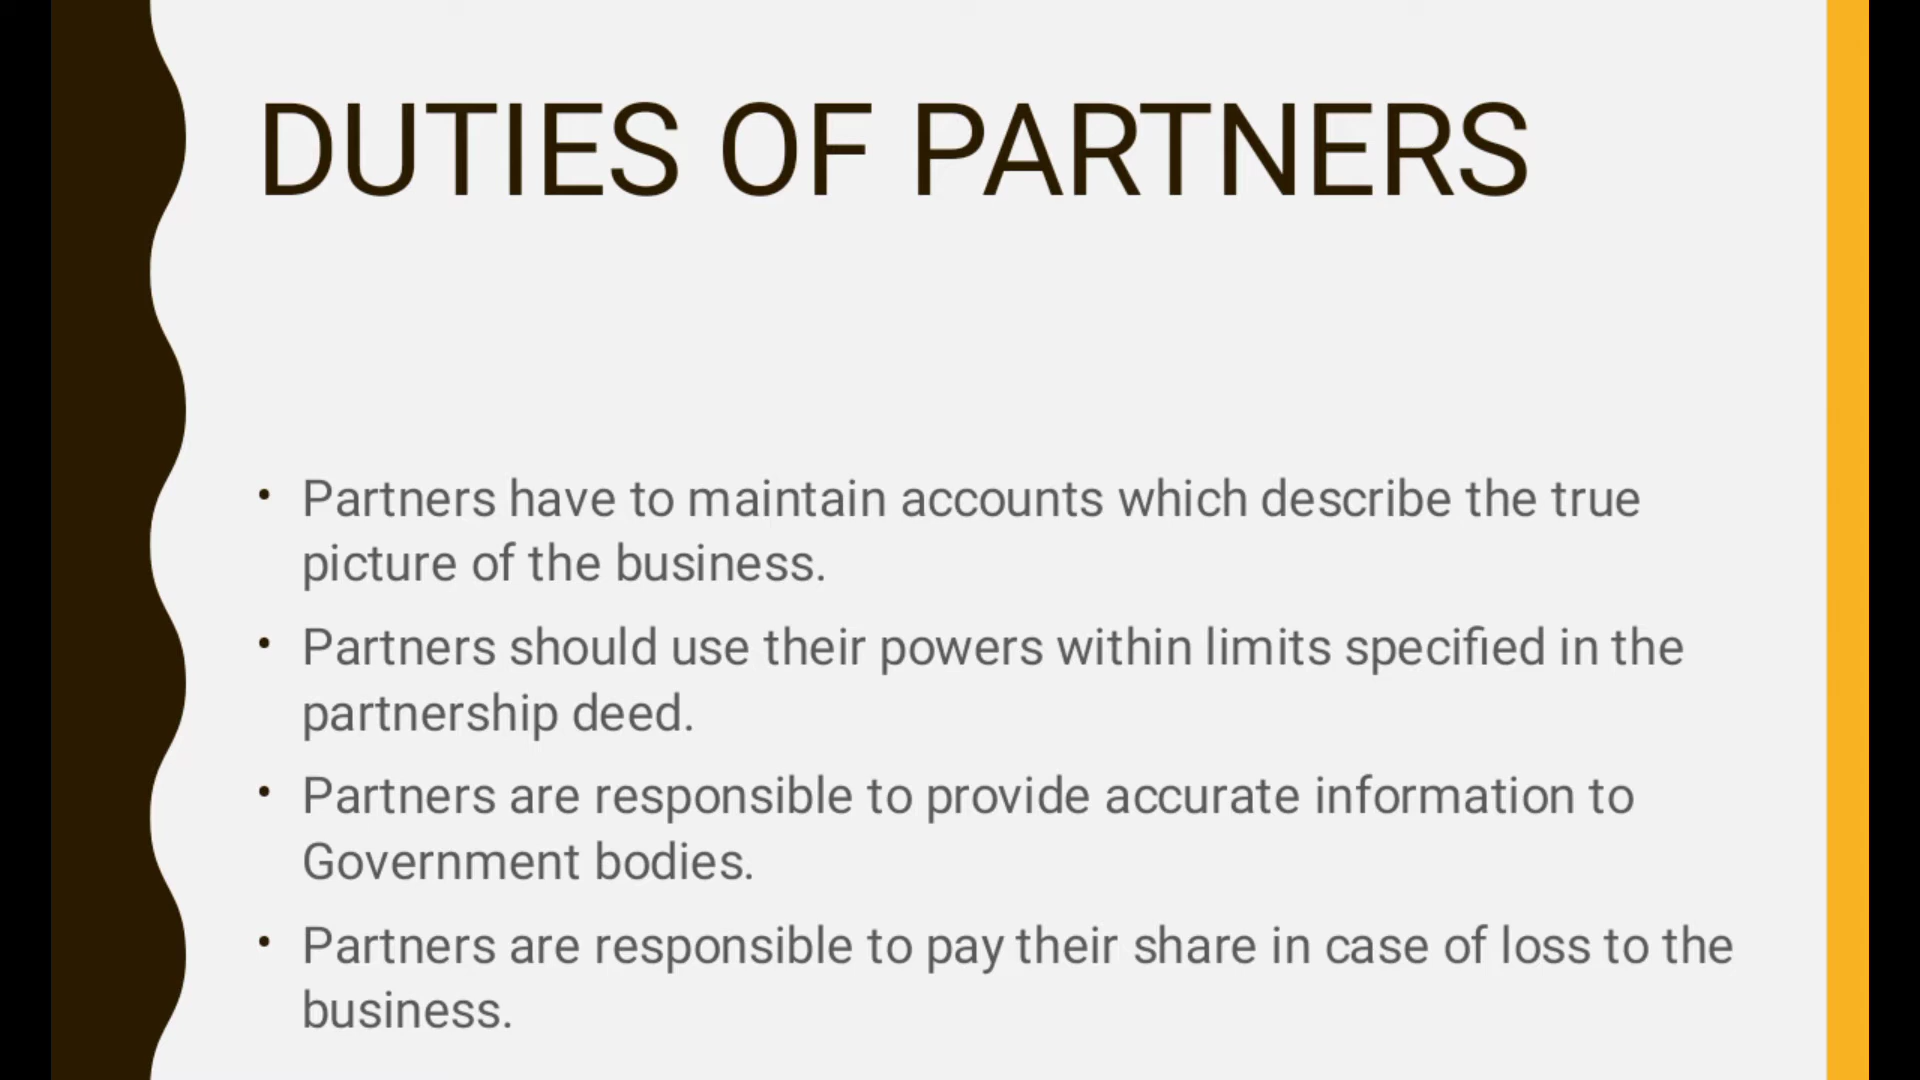 DUTIES OF PARTNERS
• Partners have to maintain accounts which describe the true
picture of the business.
• Partners should use their powers within limits specified in the
partnership deed.
• Partners are responsible to provide accurate information to
Government bodies.
• Partners are responsible to pay their share in case of loss to the
business.